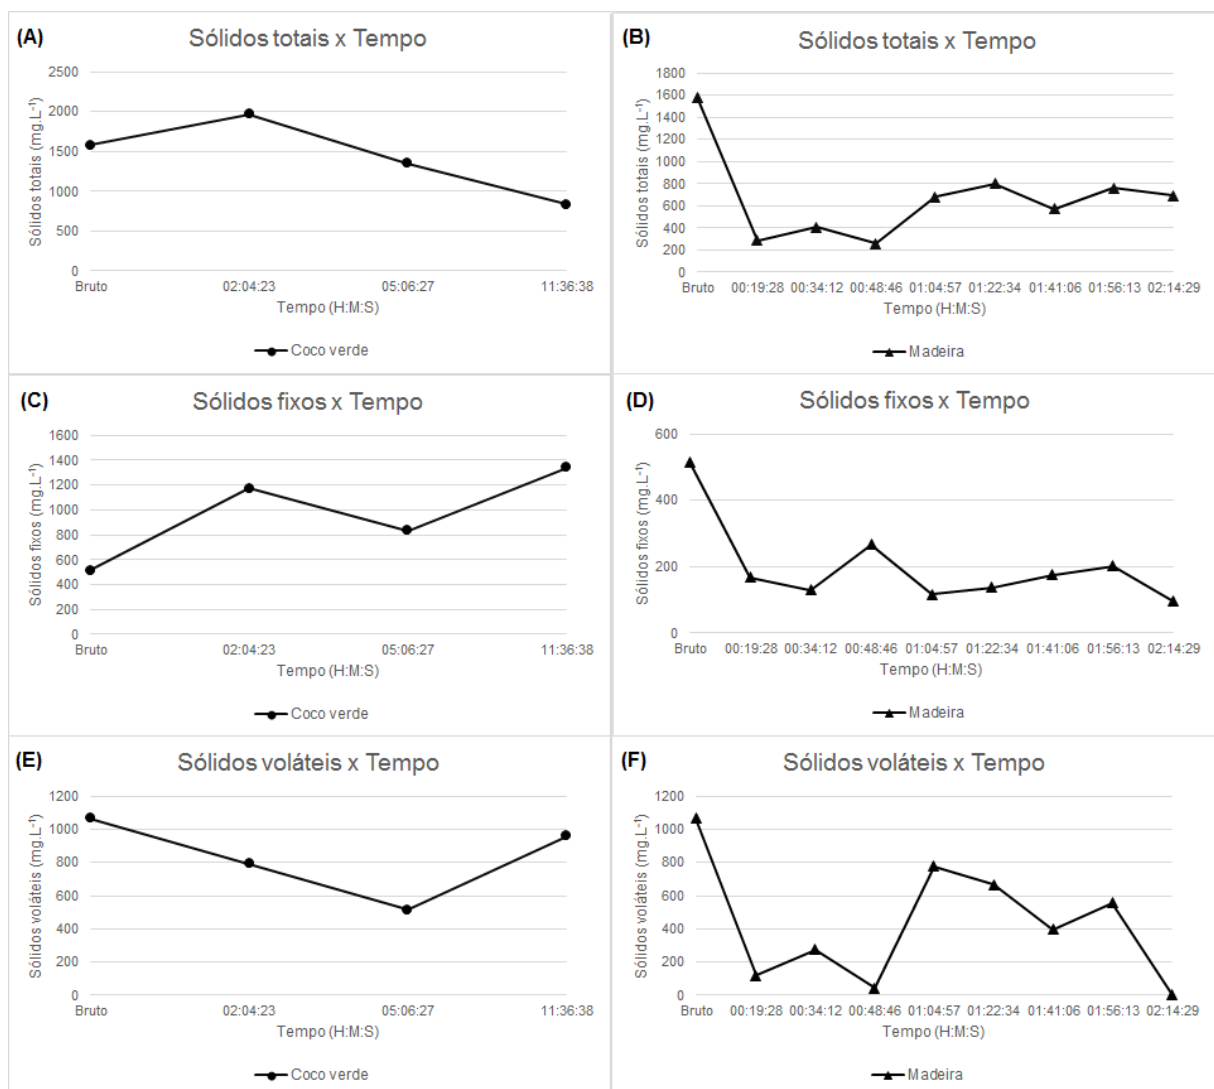 (A)
Sólidos totais x Tempo
Sólidos totais (mg.L⁻¹)
2500
2000
1500
1000
500
0
Bruto 02:04:23 05:06:27 11:36:38
Tempo (H:M:S)
Coco verde
(B)
Sólidos totais x Tempo
Sólidos totais (mg.L⁻¹)
1800
1600
1400
1200
1000
800
600
400
200
0
Bruto 00:19:28 00:34:12 00:48:46 01:04:57 01:22:34 01:41:06 01:56:13 02:14:29
Tempo (H:M:S)
Madeira
(C)
Sólidos fixos x Tempo
Sólidos fixos (mg.L⁻¹)
1600
1400
1200
1000
800
600
400
200
0
Bruto 02:04:23 05:06:27 11:36:38
Tempo (H:M:S)
Coco verde
(D)
Sólidos fixos x Tempo
Sólidos fixos (mg.L⁻¹)
600
400
200
0
Bruto 00:19:28 00:34:12 00:48:46 01:04:57 01:22:34 01:41:06 01:56:13 02:14:29
Tempo (H:M:S)
Madeira
(E)
Sólidos voláteis x Tempo
Sólidos voláteis (mg.L⁻¹)
1200
1000
800
600
400
200
0
Bruto 02:04:23 05:06:27 11:36:38
Tempo (H:M:S)
Coco verde
(F)
Sólidos voláteis x Tempo
Sólidos voláteis (mg.L⁻¹)
1200
1000
800
600
400
200
0
Bruto 00:19:28 00:34:12 00:48:46 01:04:57 01:22:34 01:41:06 01:56:13 02:14:29
Tempo (H:M:S)
Madeira